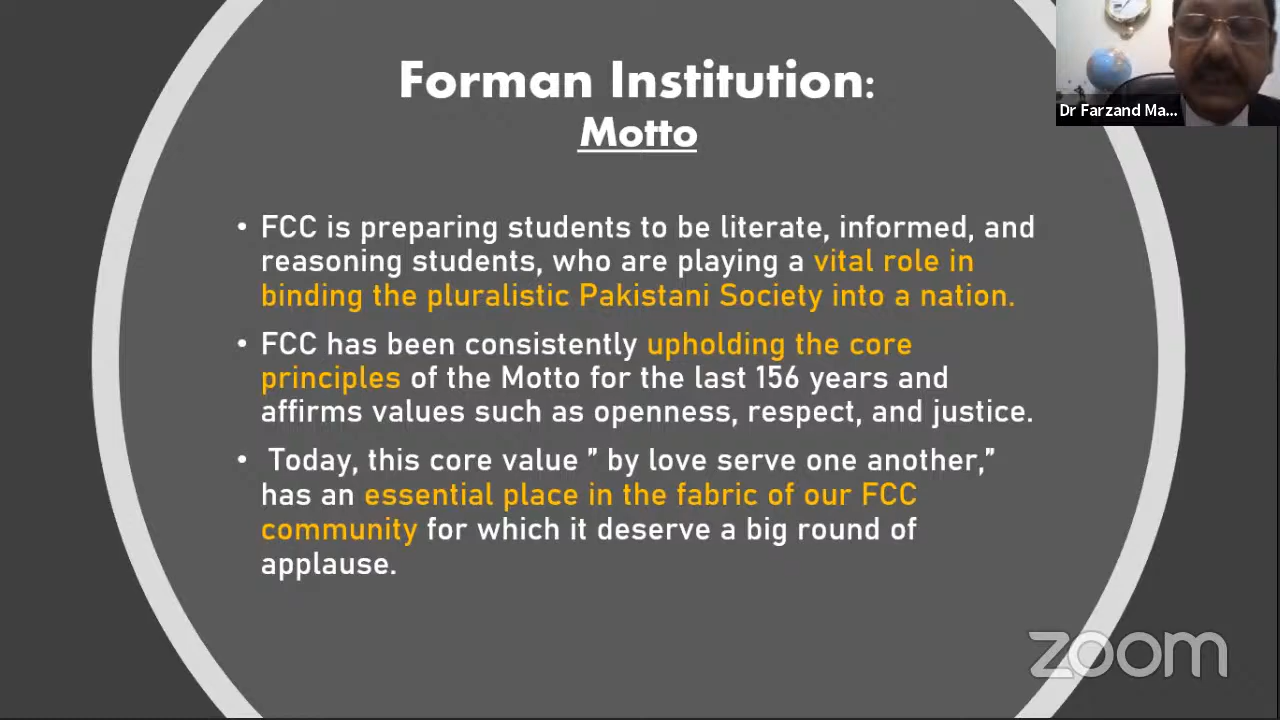 Forman Institution:
Motto
Dr Farzand Ma...
• FCC is preparing students to be literate, informed, and
reasoning students, who are playing a vital role in
binding the pluralistic Pakistani Society into a nation.
• FCC has been consistently upholding the core
principles of the Motto for the last 156 years and
affirms values such as openness, respect, and justice.
• Today, this core value ” by love serve one another,”
has an essential place in the fabric of our FCC
community for which it deserve a big round of
applause.
zoom